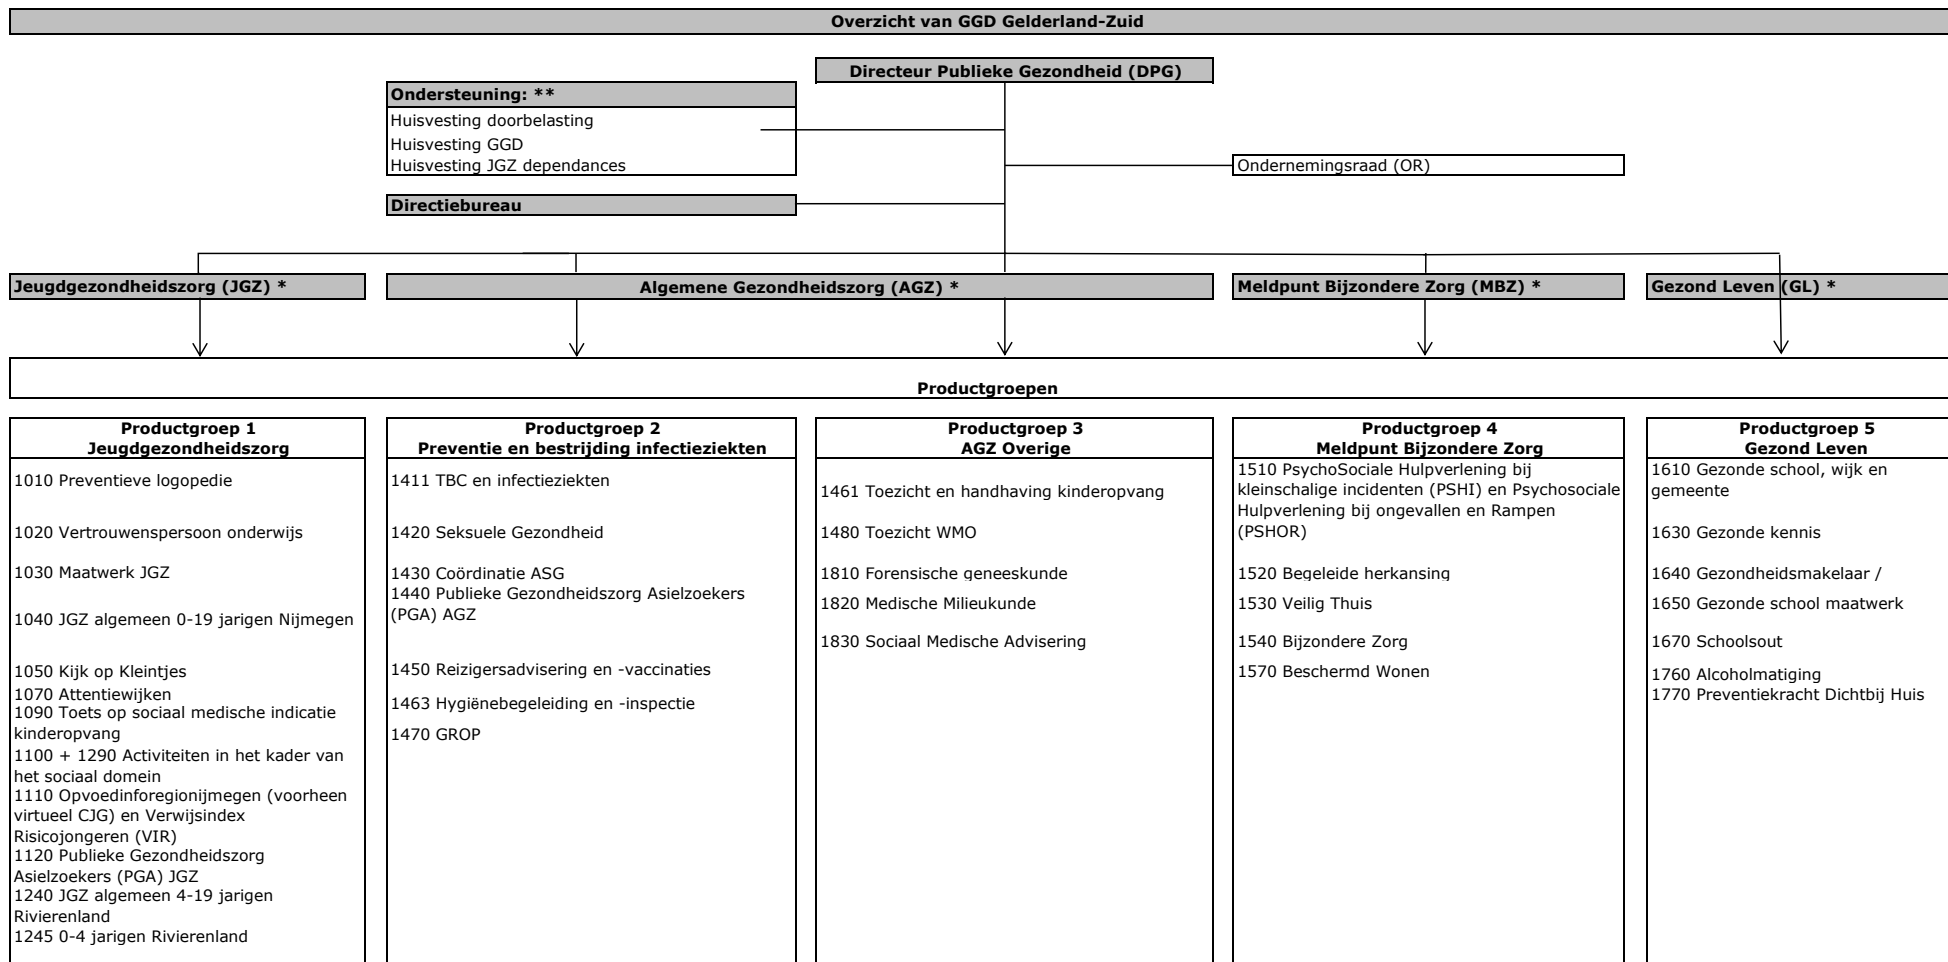 Overzicht van GGD Gelderland-Zuid
Directeur Publieke Gezondheid (DPG)
Ondersteuning: **
Huisvesting doorbelasting
Huisvesting GGD
Huisvesting JGZ dependances
Ondernemingsraad (OR)
Directiebureau
Jeugdgezondheidszorg (JGZ) *
Algemene Gezondheidszorg (AGZ) *
Meldpunt Bijzondere Zorg (MBZ) *
Gezond Leven (GL) *
Productgroepen
Productgroep 1
Jeugdgezondheidszorg
1010 Preventieve logopedie
1020 Vertrouwenspersoon onderwijs
1030 Maatwerk JGZ
1040 JGZ algemeen 0-19 jarigen Nijmegen
1050 Kijk op Kleintjes
1070 Attentiewijken
1090 Toets op sociaal medische indicatie
kinderopvang
1100 + 1290 Activiteiten in het kader van
het sociaal domein
1110 Opvoedinforegionijmegen (voorheen
virtueel CJG) en Verwijsindex
Risicojongeren (VIR)
1120 Publieke Gezondheidszorg
Asielzoekers (PGA) JGZ
1240 JGZ algemeen 4-19 jarigen
Rivierenland
1245 0-4 jarigen Rivierenland
Productgroep 2
Preventie en bestrijding infectieziekten
1411 TBC en infectieziekten
1420 Seksuele Gezondheid
1430 Coördinatie ASG
1440 Publieke Gezondheidszorg Asielzoekers
(PGA) AGZ
1450 Reizigersadvisering en -vaccinaties
1463 Hygiënebegeleiding en -inspectie
1470 GROP
Productgroep 3
AGZ Overige
1461 Toezicht en handhaving kinderopvang
1480 Toezicht WMO
1810 Forensische geneeskunde
1820 Medische Milieukunde
1830 Sociaal Medische Advisering
Productgroep 4
Meldpunt Bijzondere Zorg
1510 PsychoSociale Hulpverlening bij
kleinschalige incidenten (PSHI) en Psychosociale
Hulpverlening bij ongevallen en Rampen
(PSHOR)
1520 Begeleide herkansing
1530 Veilig Thuis
1540 Bijzondere Zorg
1570 Beschermd Wonen
Productgroep 5
Gezond Leven
1610 Gezonde school, wijk en
gemeente
1630 Gezonde kennis
1640 Gezondheidsmakelaar /
1650 Gezonde school maatwerk
1670 Schoolsout
1760 Alcoholmatiging
1770 Preventiekracht Dichtbij Huis